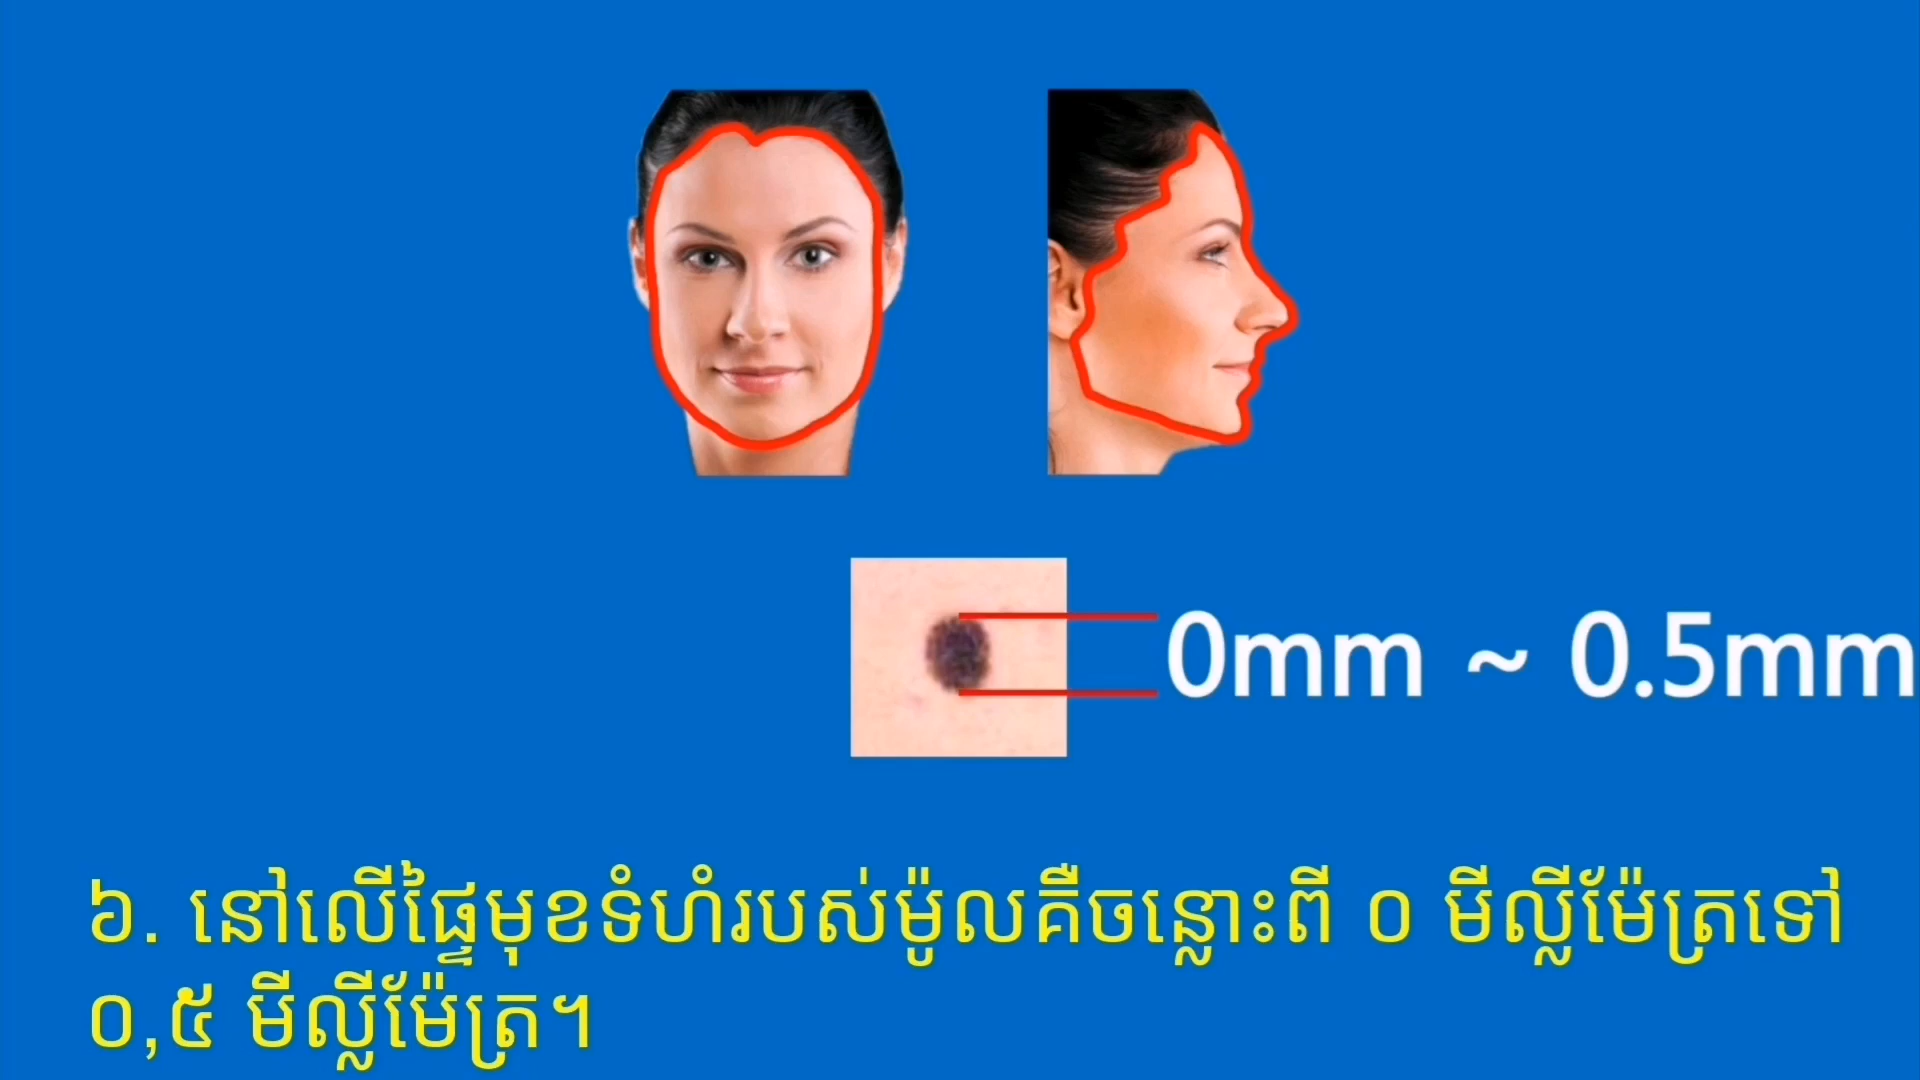 0mm ~ 0.5mm
៦. នៅលើផ្ទៃមុខទំហំរបស់ម៉ូលគឺចន្លោះពី ០ មីល្លីម៉ែត្រទៅ
០,៥ មីល្លីម៉ែត្រ។